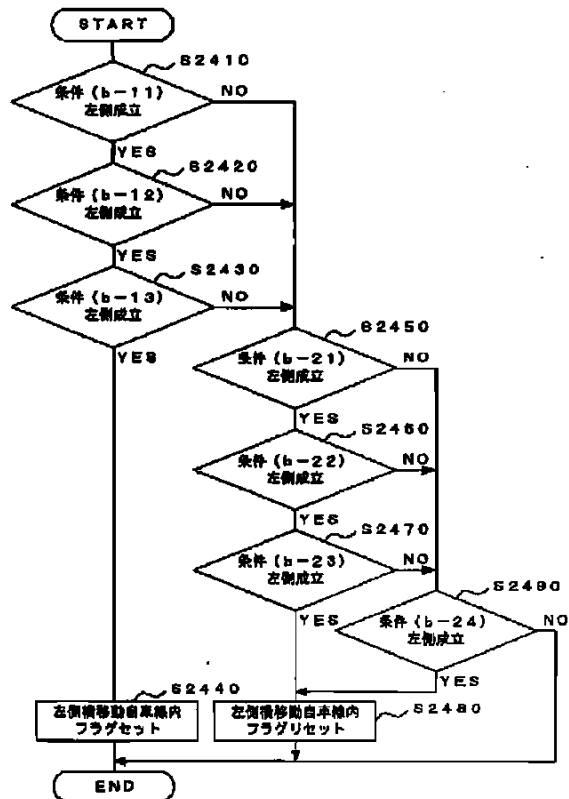 START
S2410
条件(b-11)
左側成立
NO
YES
S2420
条件(b-12)
左側成立
NO
YES
S2430
条件(b-13)
左側成立
NO
YES
S2450
条件(b-21)
左側成立
NO
YES
S2460
条件(b-22)
左側成立
NO
YES
S2470
条件(b-23)
左側成立
NO
YES
S2490
条件(b-24)
左側成立
NO
YES
S2440
左側横移動自車線内
フラグセット
S2480
左側横移動自車線内
フラグリセット
END